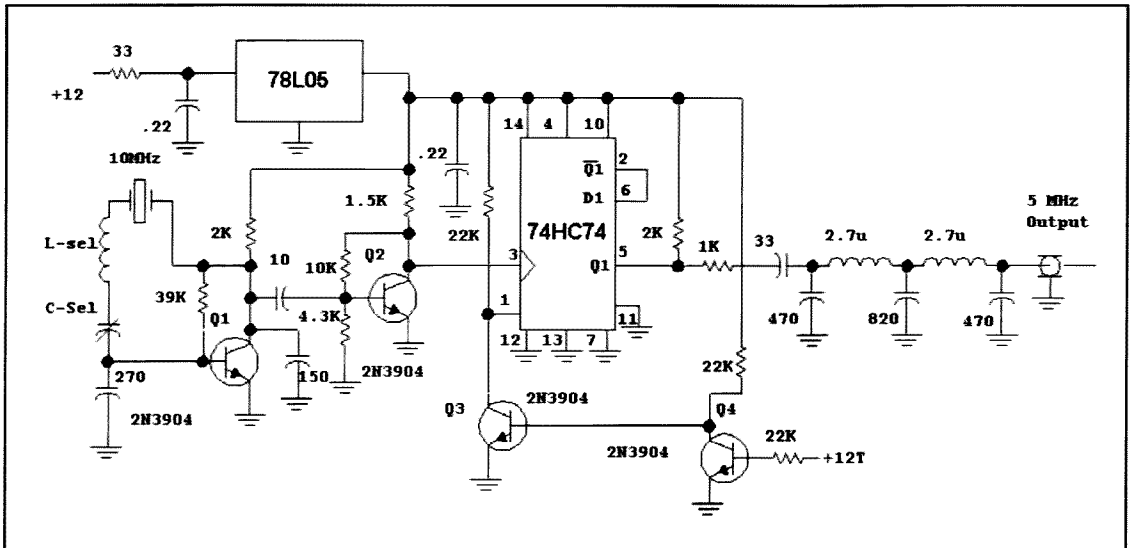 33
78L05
+12
.22
14 4 10
10MHz
.22
Q̅1 2
D1 6
1.5K
5 MHz
Output
L-sel
2K
22K
74HC74
2K
1K
33
2.7u
2.7u
10
10K
Q2
3
Q1 5
C-Sel
39K
Q1
4.3K
1
11
470
820
470
12 13 7
270
150
2N3904
22K
2N3904
Q3
2N3904
Q4
2N3904
22K
+12T